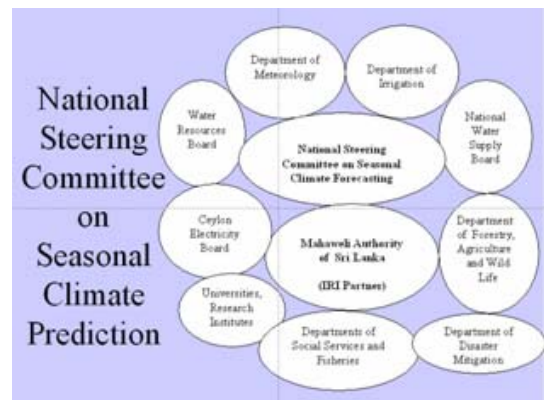 National
Steering
Committee
on
Seasonal
Climate
Prediction
Department of
Meteorology
Department of
Irrigation
Water
Resources
Board
National Steering
Committee on Seasonal
Climate Forecasting
National
Water
Supply
Board
Ceylon
Electricity
Board
Mahaweli Authority
of Sri Lanka
(IRI Partner)
Department
of Forestry,
Agriculture
and Wild
Life
Universities,
Research
Institutes
Departments of
Social Services and
Fisheries
Department of
Disaster
Mitigation